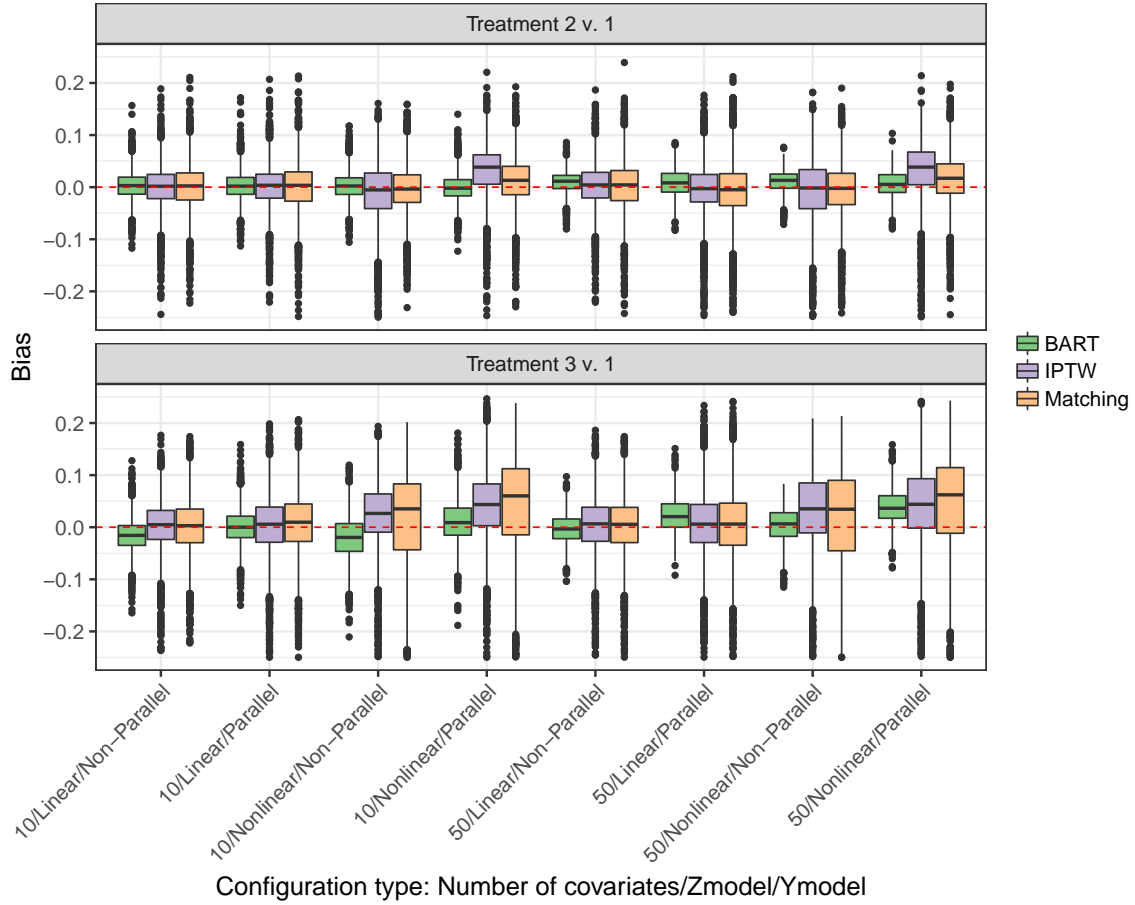 Treatment 2 v. 1
0.2
0.1
0.0
−0.1
−0.2
Treatment 3 v. 1
0.2
0.1
0.0
−0.1
−0.2
Bias
BART
IPTW
Matching
10/Linear/Non−Parallel
10/Linear/Parallel
10/Nonlinear/Non−Parallel
10/Nonlinear/Parallel
50/Linear/Non−Parallel
50/Linear/Parallel
50/Nonlinear/Non−Parallel
50/Nonlinear/Parallel
Configuration type: Number of covariates/Zmodel/Ymodel